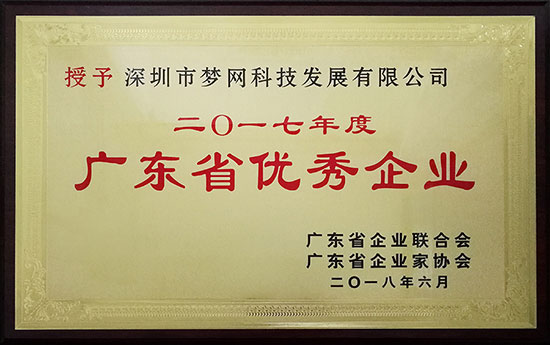 授予 深圳市梦网科技发展有限公司
二〇一七年度
广东省优秀企业
广东省企业联合会
广东省企业家协会
二〇一八年六月